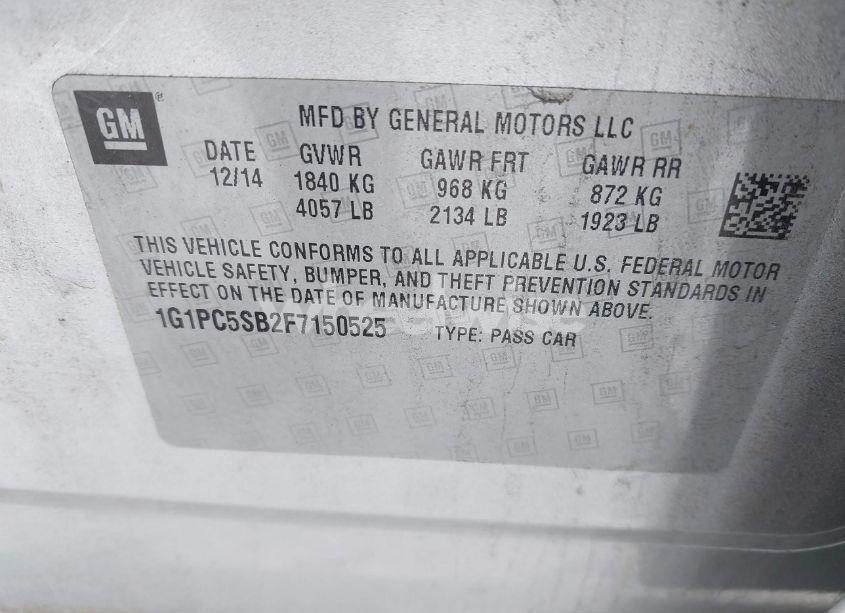 GM
MFD BY GENERAL MOTORS LLC
DATE GVWR GAWR FRT GAWR RR
12/14 1840 KG 968 KG 872 KG
4057 LB 2134 LB 1923 LB
THIS VEHICLE CONFORMS TO ALL APPLICABLE U.S. FEDERAL MOTOR
VEHICLE SAFETY, BUMPER, AND THEFT PREVENTION STANDARDS IN
EFFECT ON THE DATE OF MANUFACTURE SHOWN ABOVE.
1G1PC5SB2F7150525 TYPE: PASS CAR